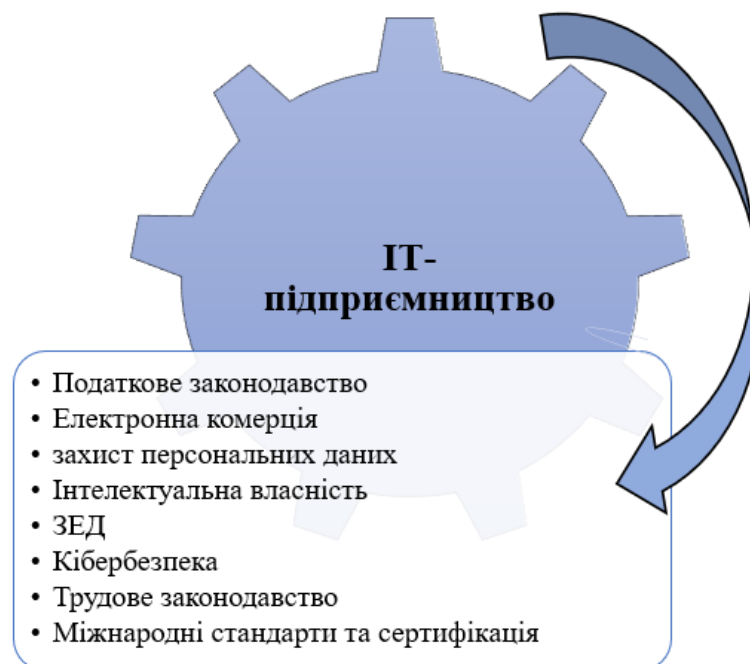 ІТ-
підприємництво
• Податкове законодавство
• Електронна комерція
• захист персональних даних
• Інтелектуальна власність
• ЗЕД
• Кібербезпека
• Трудове законодавство
• Міжнародні стандарти та сертифікація